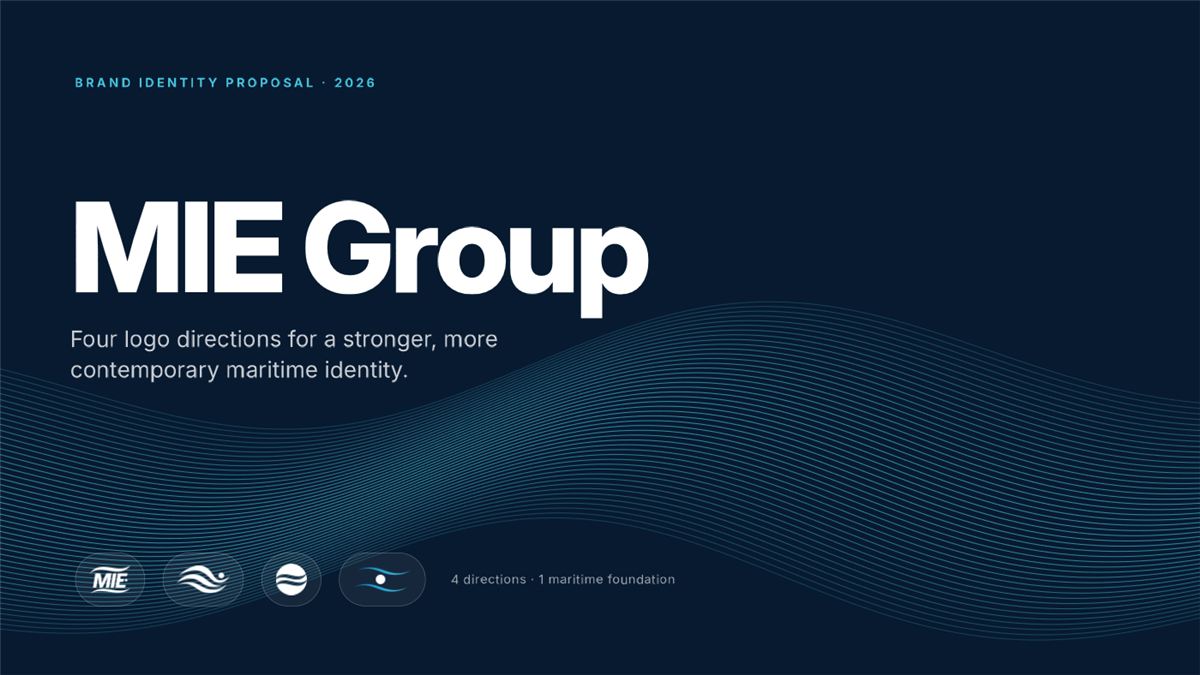 BRAND IDENTITY PROPOSAL · 2026
MIE Group
Four logo directions for a stronger, more
contemporary maritime identity.
MIE
4 directions · 1 maritime foundation